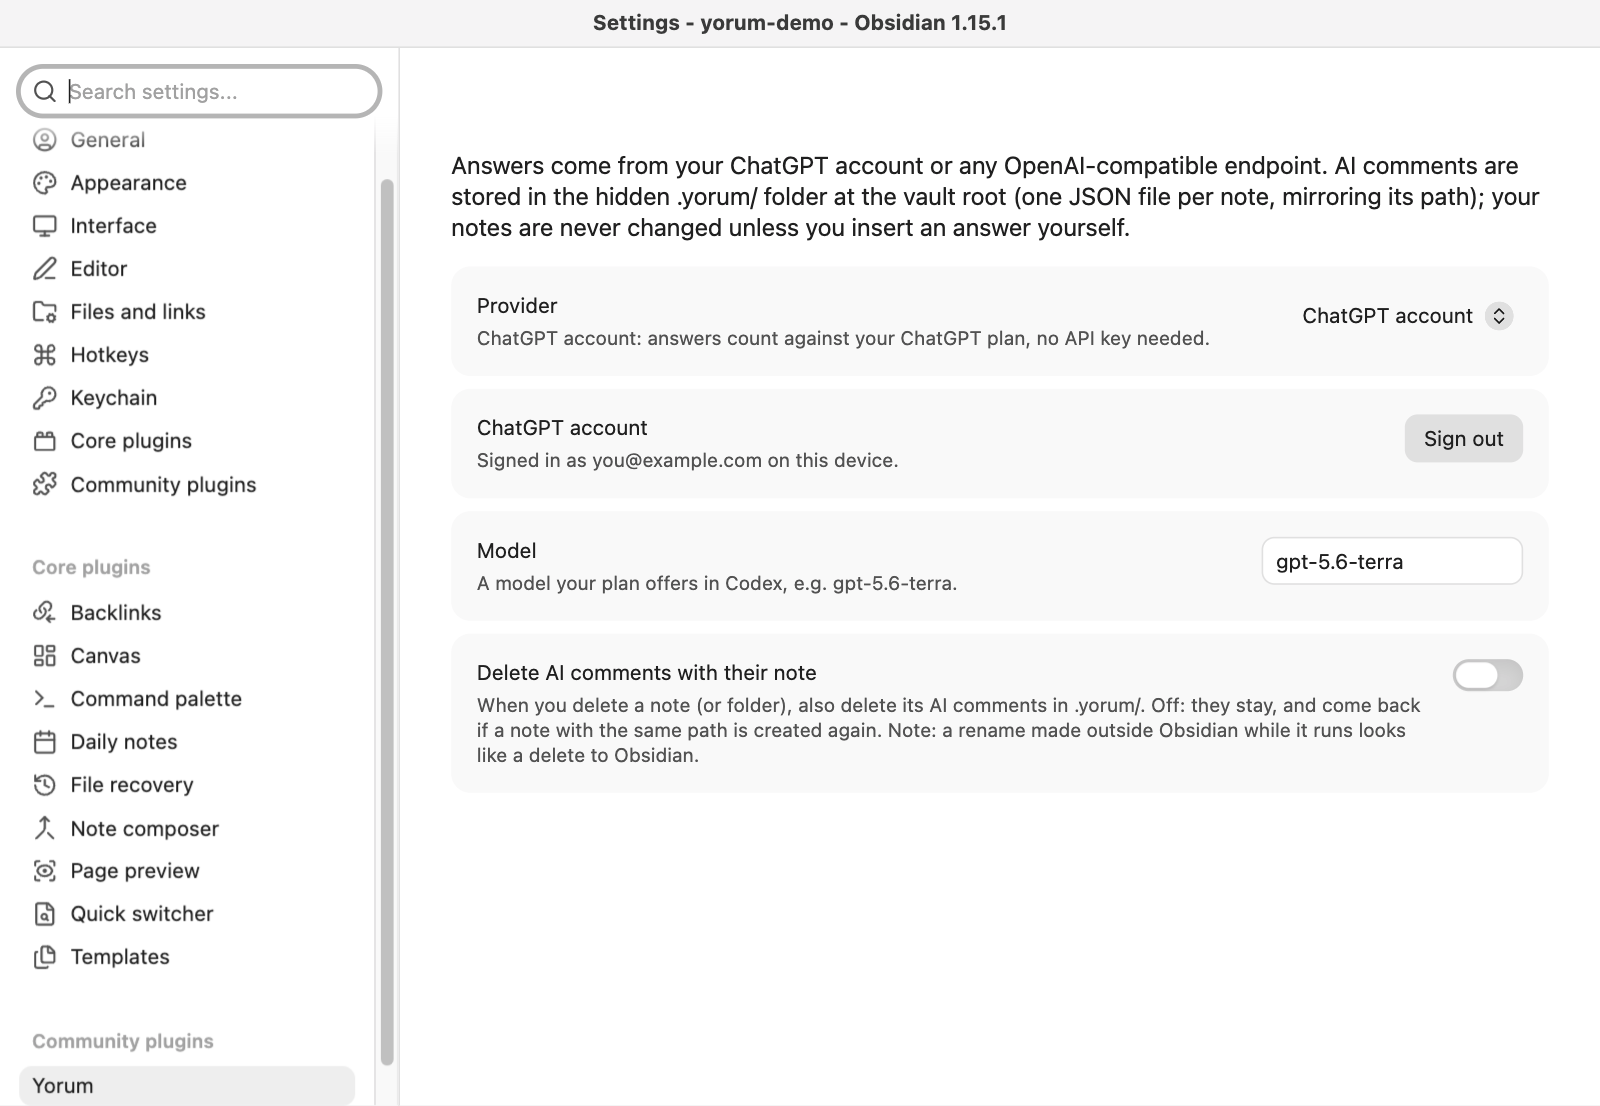 Settings - yorum-demo - Obsidian 1.15.1
Search settings...
General
Appearance
Interface
Editor
Files and links
Hotkeys
Keychain
Core plugins
Community plugins
Core plugins
Backlinks
Canvas
Command palette
Daily notes
File recovery
Note composer
Page preview
Quick switcher
Templates
Community plugins
Yorum
Answers come from your ChatGPT account or any OpenAI-compatible endpoint. AI comments are
stored in the hidden .yorum/ folder at the vault root (one JSON file per note, mirroring its path); your
notes are never changed unless you insert an answer yourself.
Provider
ChatGPT account: answers count against your ChatGPT plan, no API key needed.
ChatGPT account
ChatGPT account
Signed in as you@example.com on this device.
Sign out
Model
A model your plan offers in Codex, e.g. gpt-5.6-terra.
gpt-5.6-terra
Delete AI comments with their note
When you delete a note (or folder), also delete its AI comments in .yorum/. Off: they stay, and come back
if a note with the same path is created again. Note: a rename made outside Obsidian while it runs looks
like a delete to Obsidian.